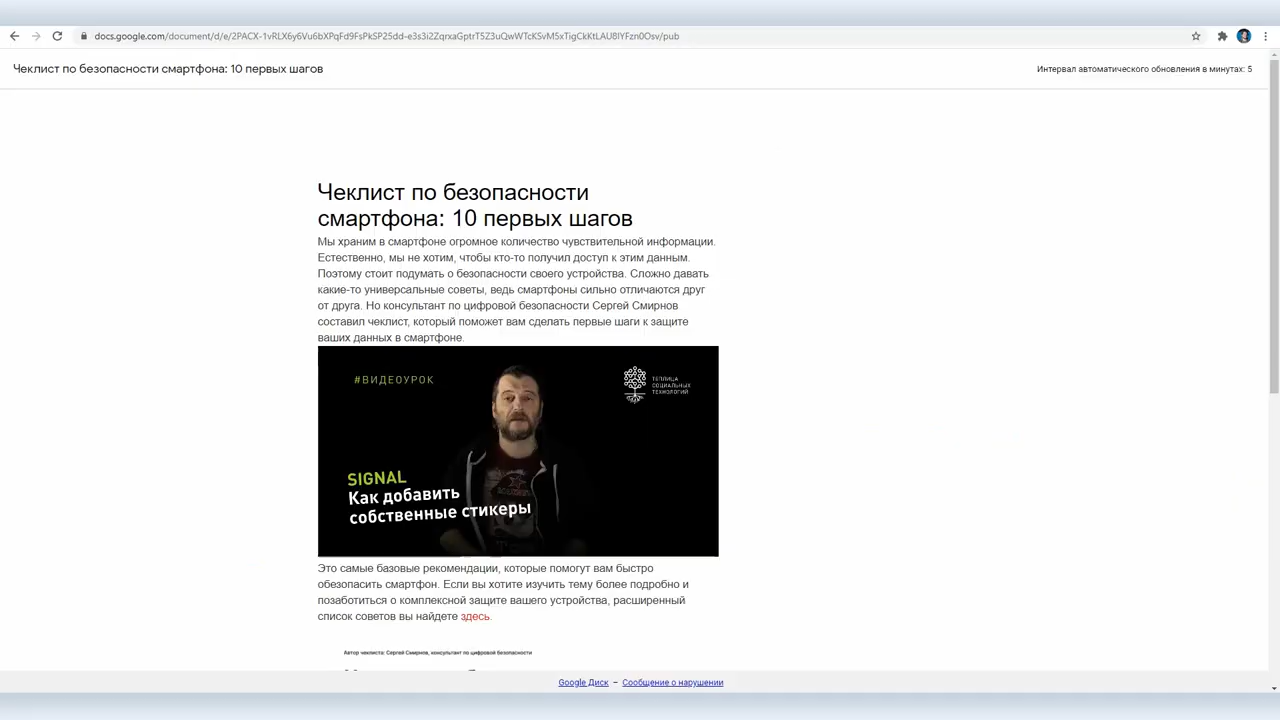 docs.google.com/document/d/e/2PACX-1vRLX6y6Vu6bXPqFd9FsPkSP25dd-e3s3i2ZqrxaGptrT5Z3uQwWTcKSvM5xTigCkKtLAU8lYFzn0Osv/pub
Чеклист по безопасности смартфона: 10 первых шагов
Интервал автоматического обновления в минутах: 5
Чеклист по безопасности
смартфона: 10 первых шагов
Мы храним в смартфоне огромное количество чувствительной информации.
Естественно, мы не хотим, чтобы кто-то получил доступ к этим данным.
Поэтому стоит подумать о безопасности своего устройства. Сложно давать
какие-то универсальные советы, ведь смартфоны сильно отличаются друг
от друга. Но консультант по цифровой безопасности Сергей Смирнов
составил чеклист, который поможет вам сделать первые шаги к защите
ваших данных в смартфоне.
#ВИДЕОУРОК
ТЕПЛИЦА
СОЦИАЛЬНЫХ
ТЕХНОЛОГИЙ
SIGNAL
Как добавить
собственные стикеры
Это самые базовые рекомендации, которые помогут вам быстро
обезопасить смартфон. Если вы хотите изучить тему более подробно и
позаботиться о комплексной защите вашего устройства, расширенный
список советов вы найдете здесь.
Автор чеклиста: Сергей Смирнов, консультант по цифровой безопасности
Google Диск – Сообщение о нарушении